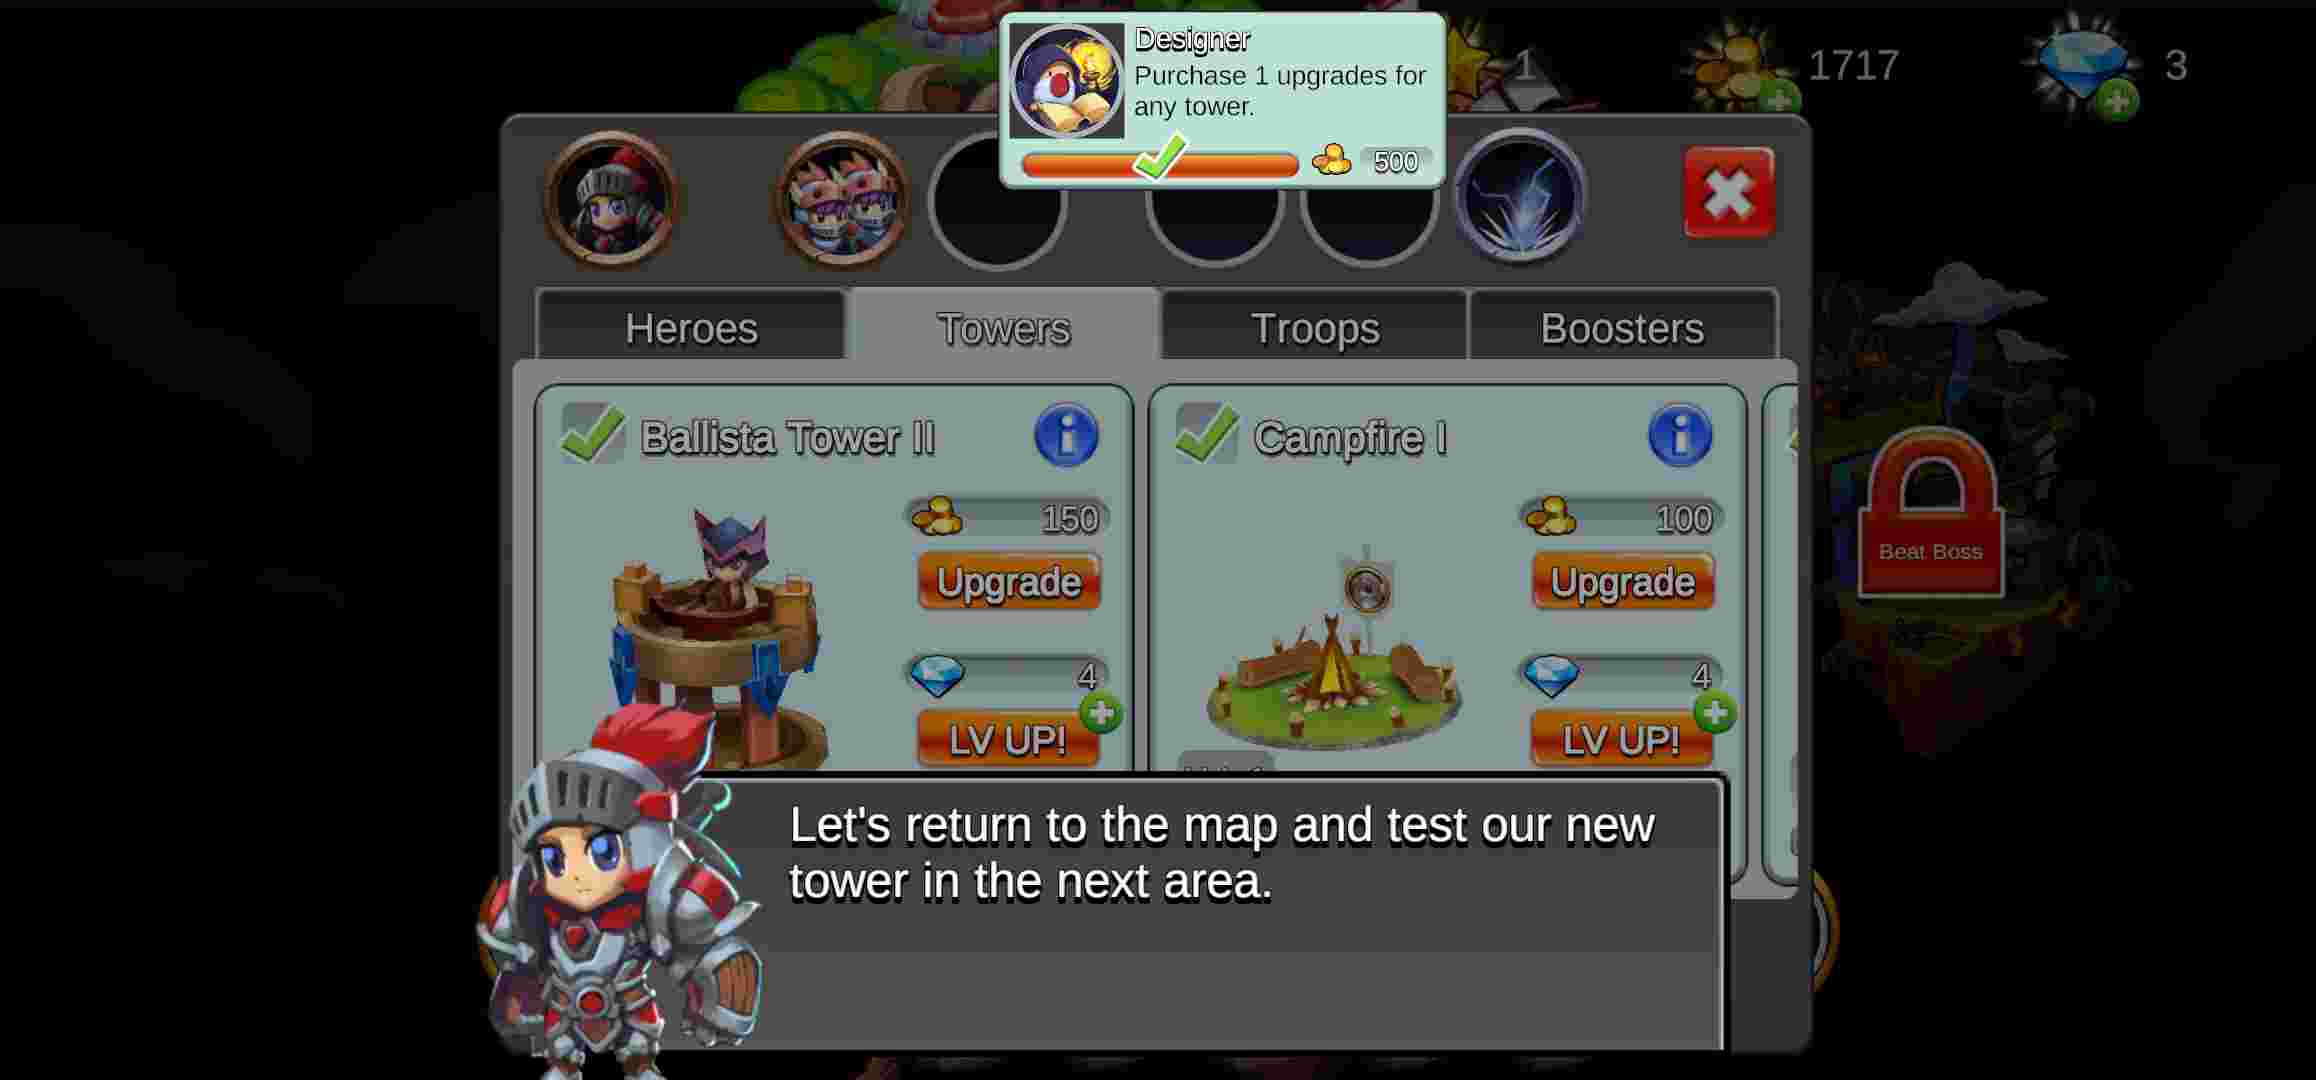 Designer
Purchase 1 upgrades for
any tower.
500
1
1717
3
Heroes
Towers
Troops
Boosters
Ballista Tower II
150
Upgrade
4
LV UP!
Campfire I
100
Upgrade
4
LV UP!
Beat Boss
Let's return to the map and test our new
tower in the next area.